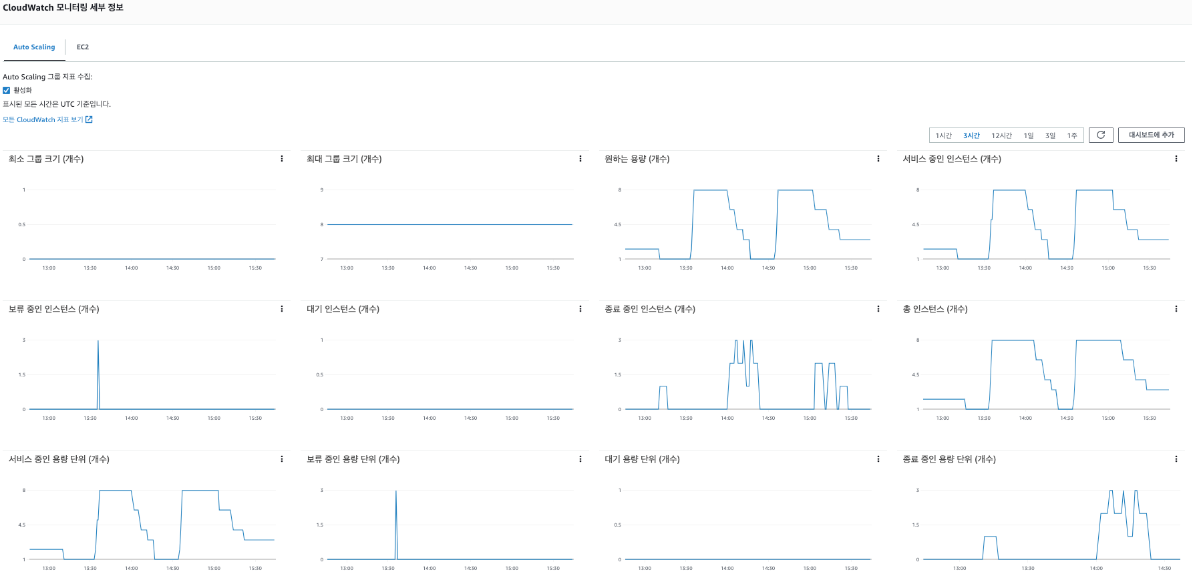 CloudWatch 모니터링 세부 정보
Auto Scaling EC2
Auto Scaling 그룹 지표 수집:
활성화
표시된 모든 시간은 UTC 기준입니다.
모든 CloudWatch 지표 보기
1시간 3시간 12시간 1일 3일 1주 대시보드에 추가
최소 그룹 크기 (개수) 최대 그룹 크기 (개수) 원하는 용량 (개수) 서비스 중인 인스턴스 (개수)
1 9 8 8
0.5 8 4.5 4.5
0 7 1 1
13:00 13:30 14:00 14:30 15:00 15:30 13:00 13:30 14:00 14:30 15:00 15:30 13:00 13:30 14:00 14:30 15:00 15:30 13:00 13:30 14:00 14:30 15:00 15:30
보류 중인 인스턴스 (개수) 대기 인스턴스 (개수) 종료 중인 인스턴스 (개수) 총 인스턴스 (개수)
3 1 3 8
1.5 0.5 1.5 4.5
0 0 0 1
13:00 13:30 14:00 14:30 15:00 15:30 13:00 13:30 14:00 14:30 15:00 15:30 13:00 13:30 14:00 14:30 15:00 15:30 13:00 13:30 14:00 14:30 15:00 15:30
서비스 중인 용량 단위 (개수) 보류 중인 용량 단위 (개수) 대기 용량 단위 (개수) 종료 중인 용량 단위 (개수)
8 3 1 3
4.5 1.5 0.5 1.5
1 0 0 0
13:00 13:30 14:00 14:30 15:00 15:30 13:00 13:30 14:00 14:30 15:00 15:30 13:00 13:30 14:00 14:30 15:00 15:30 13:00 13:30 14:00 14:30